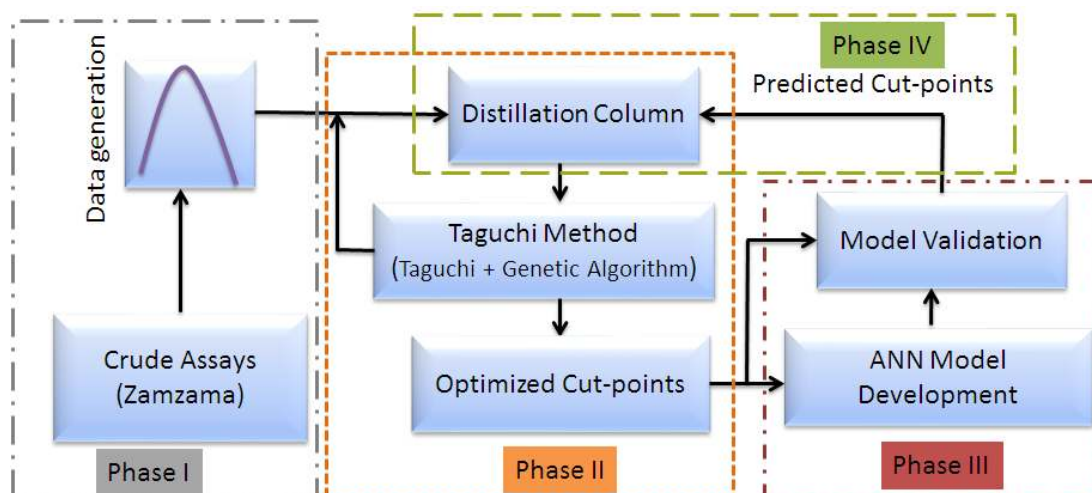 Data generation
Crude Assays
(Zamzama)
Phase I
Distillation Column
Taguchi Method
(Taguchi + Genetic Algorithm)
Optimized Cut-points
Phase II
Phase IV
Predicted Cut-points
Model Validation
ANN Model
Development
Phase III